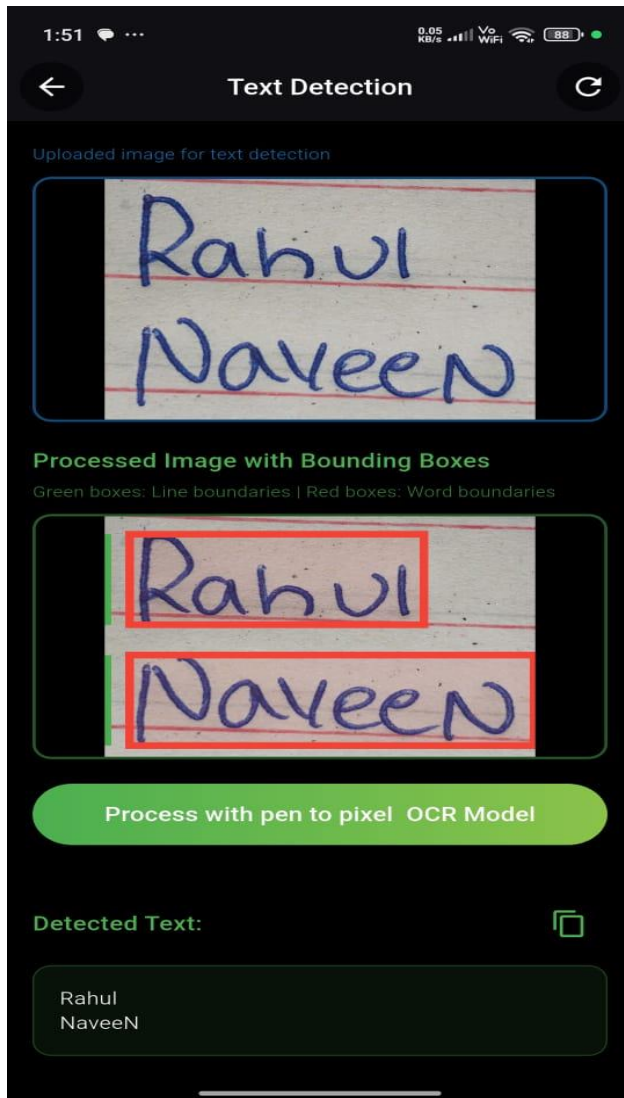 1:51 ... 0.05 KB/s Vo WiFi 88
Text Detection
Uploaded image for text detection
Rahul
NaveeN
Processed Image with Bounding Boxes
Green boxes: Line boundaries | Red boxes: Word boundaries
Rahul
NaveeN
Process with pen to pixel OCR Model
Detected Text:
Rahul
NaveeN